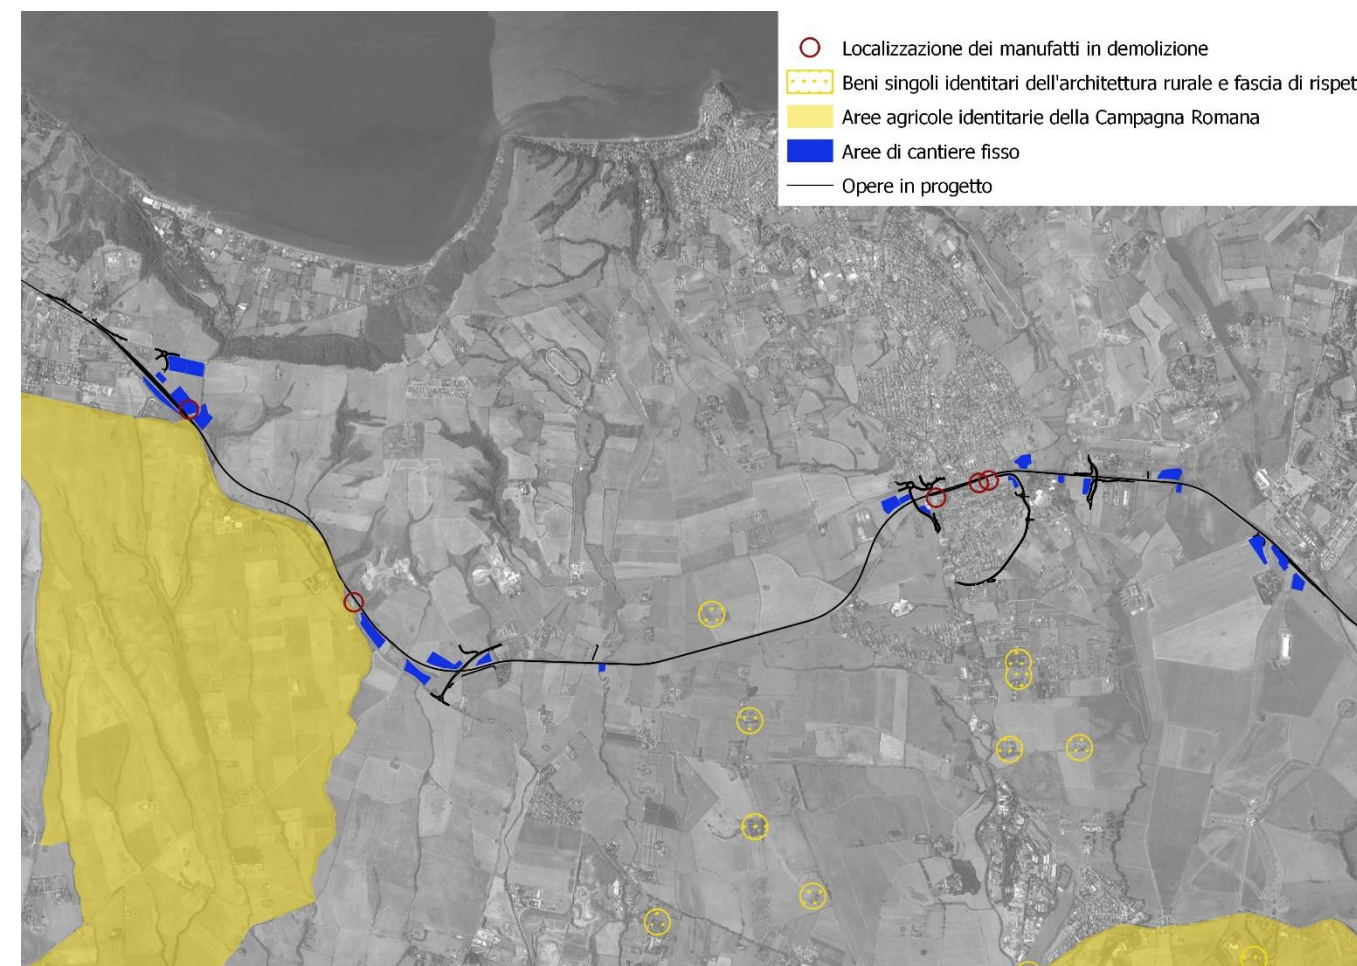 Localizzazione dei manufatti in demolizione
Beni singoli identitari dell'architettura rurale e fascia di rispet
Aree agricole identitarie della Campagna Romana
Aree di cantiere fisso
Opere in progetto